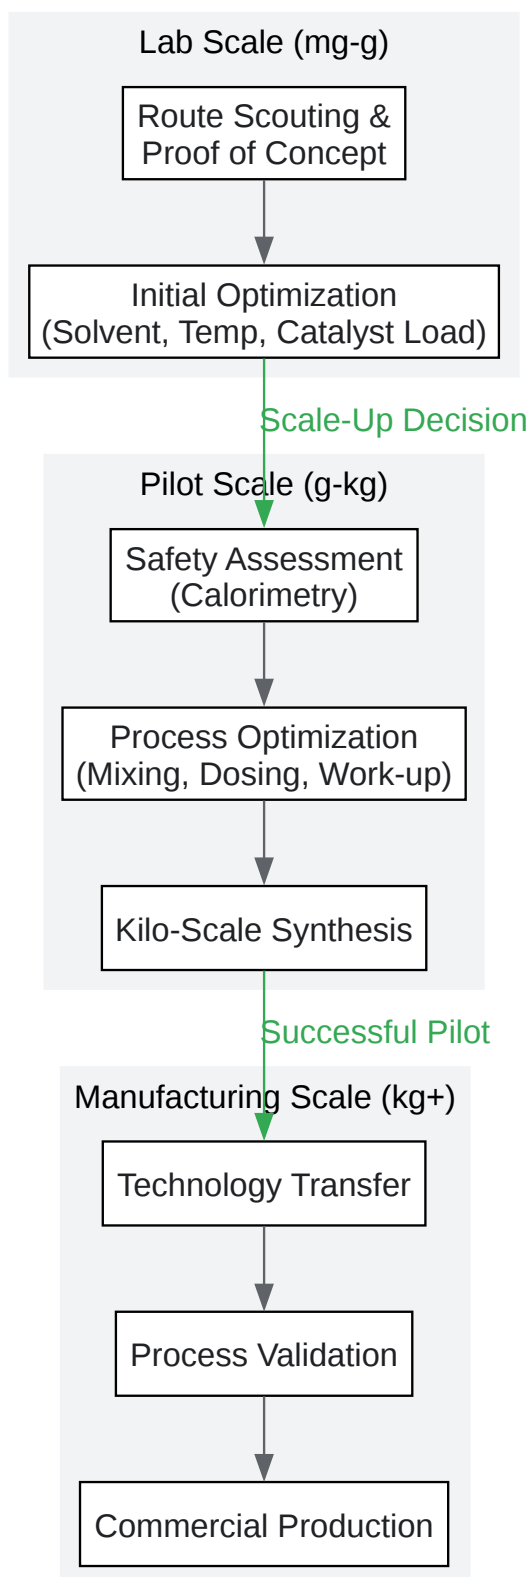 Lab Scale (mg-g)
Route Scouting &
Proof of Concept
Initial Optimization
(Solvent, Temp, Catalyst Load)
Scale-Up Decision
Pilot Scale (g-kg)
Safety Assessment
(Calorimetry)
Process Optimization
(Mixing, Dosing, Work-up)
Kilo-Scale Synthesis
Successful Pilot
Manufacturing Scale (kg+)
Technology Transfer
Process Validation
Commercial Production